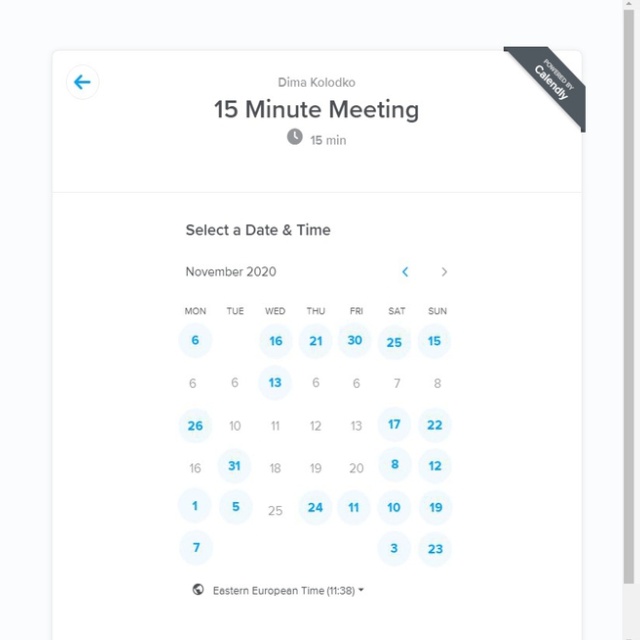 Dima Kolodko
15 Minute Meeting
15 min
POWERED BY
Calendly
Select a Date & Time
November 2020
MON TUE WED THU FRI SAT SUN
6 16 21 30 25 15
6 6 13 6 6 7 8
26 10 11 12 13 17 22
16 31 18 19 20 8 12
1 5 25 24 11 10 19
7 3 23
Eastern European Time (11:38)